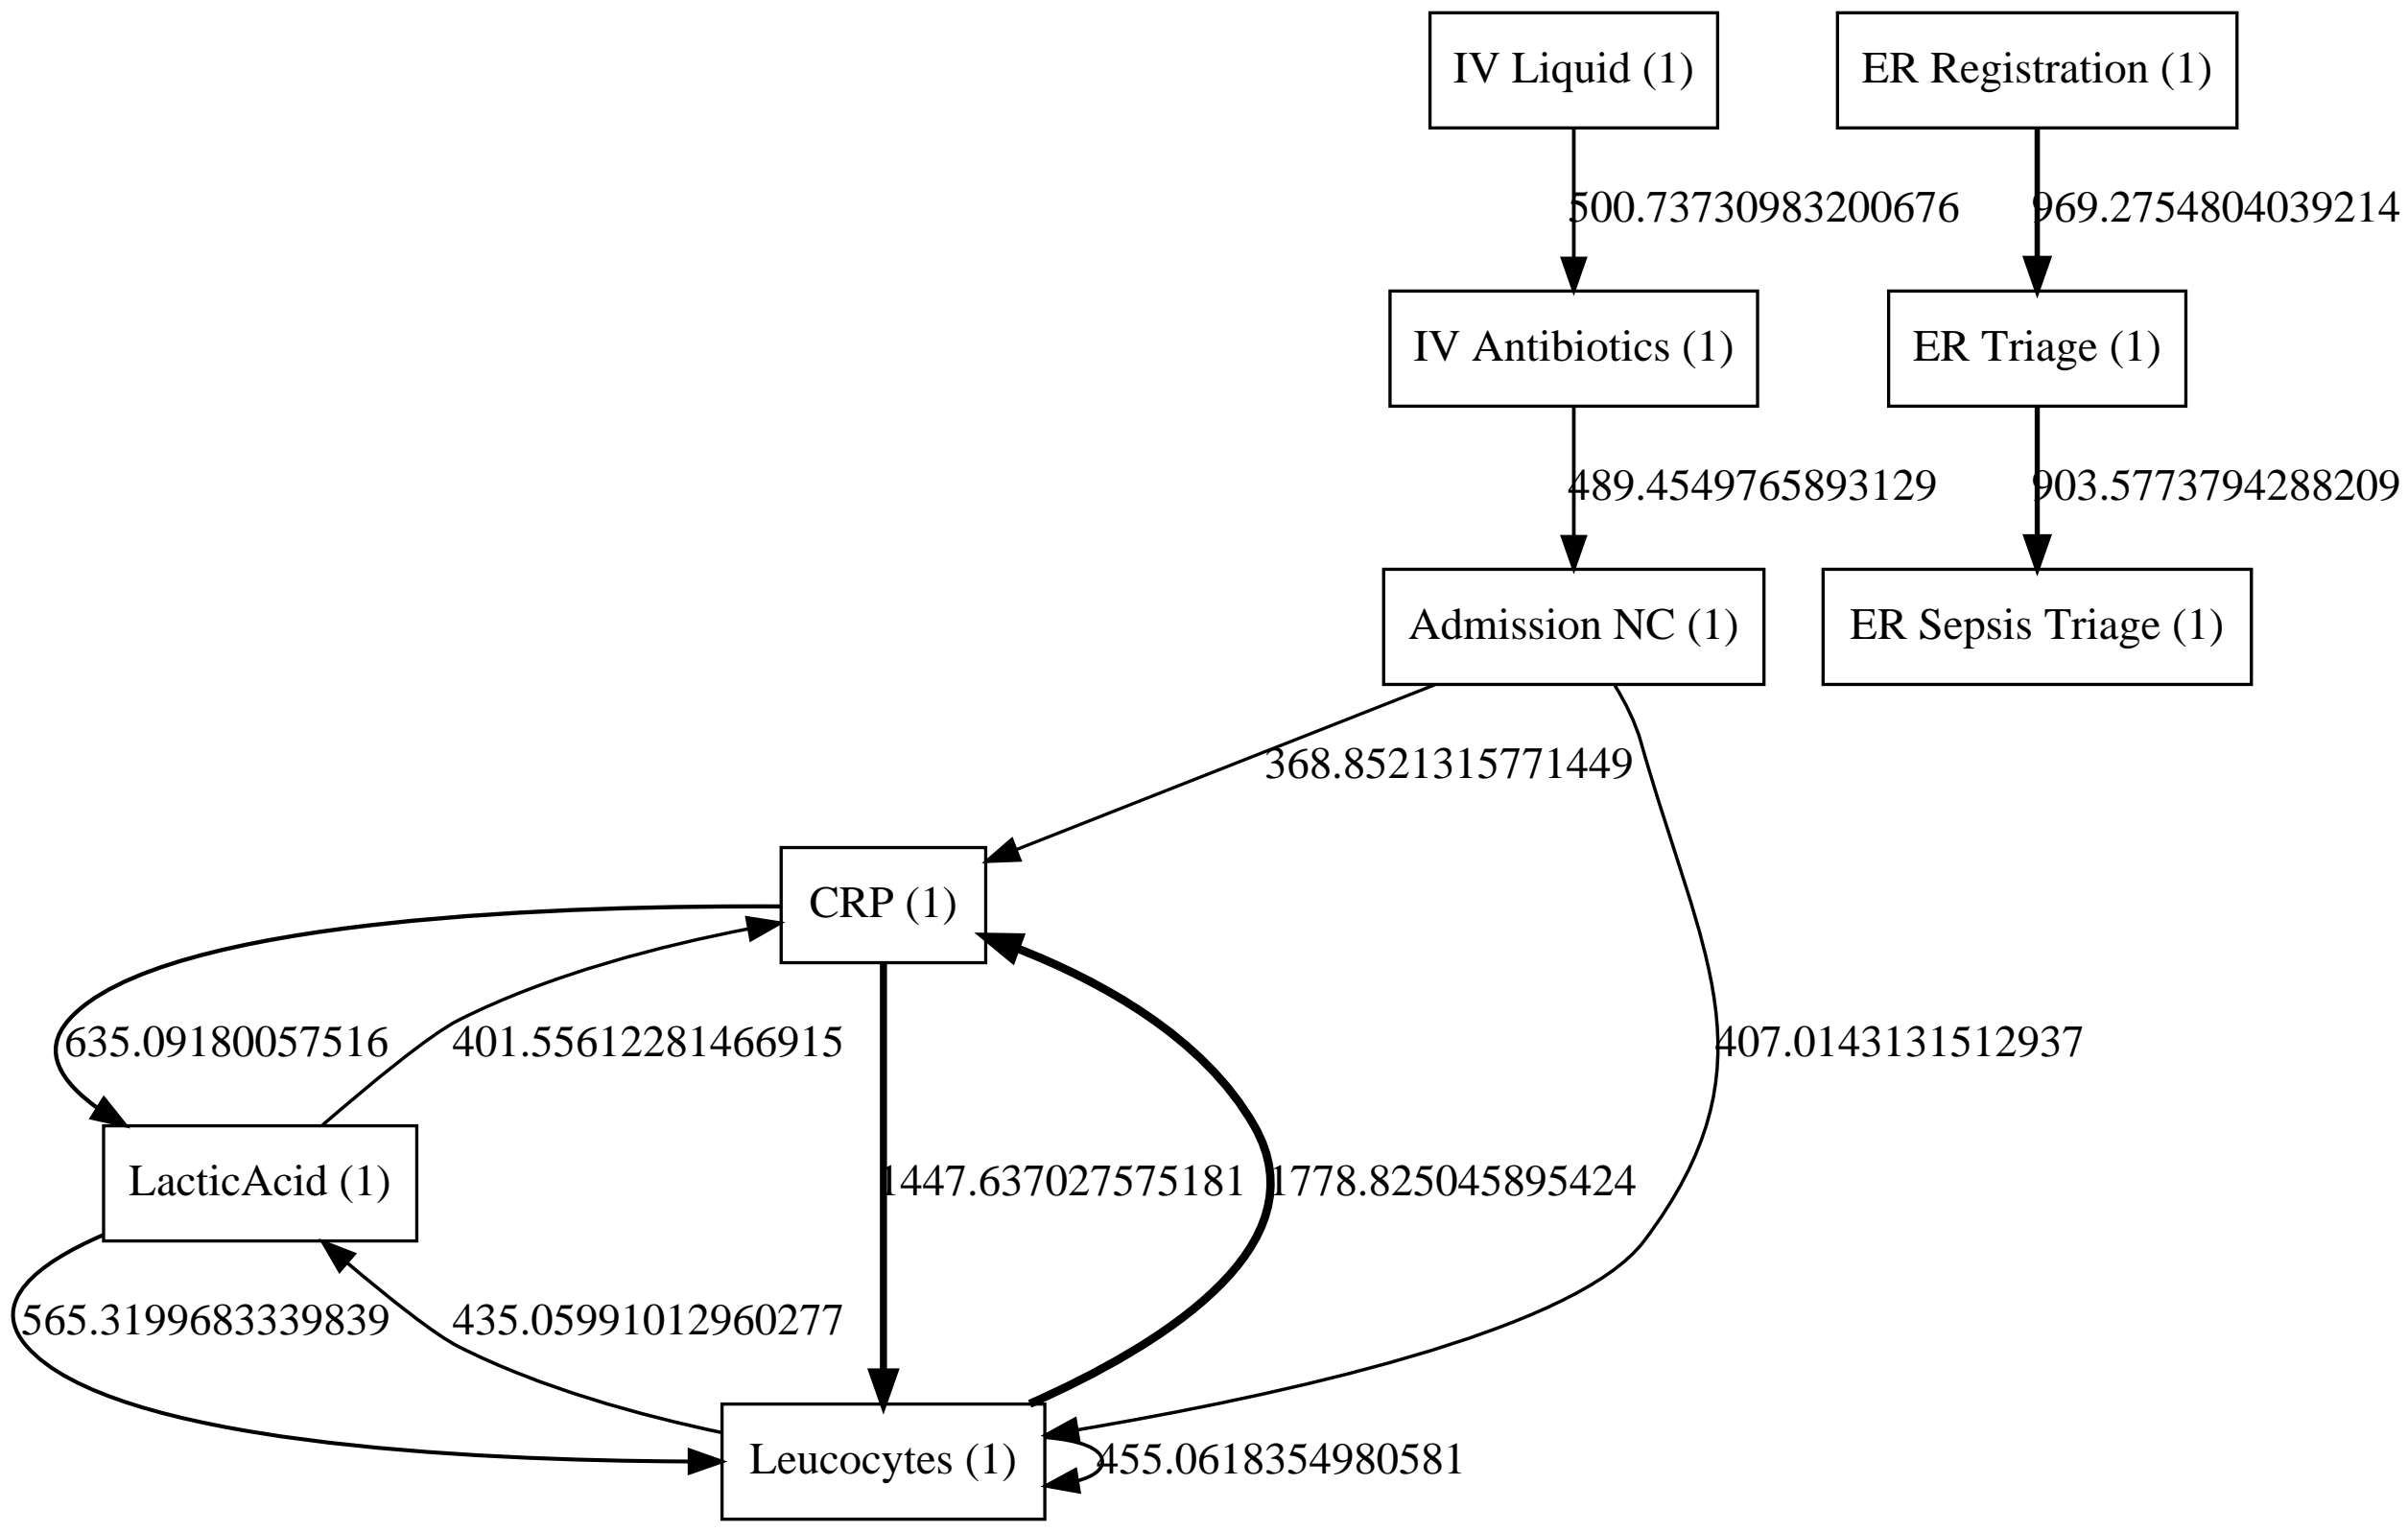 IV Liquid (1)
ER Registration (1)
500.73730983200676
969.2754804039214
IV Antibiotics (1)
ER Triage (1)
489.4549765893129
903.5773794288209
Admission NC (1)
ER Sepsis Triage (1)
368.8521315771449
CRP (1)
635.09180057516
401.55612281466915
407.0143131512937
LacticAcid (1)
1447.637027575181
1778.825045895424
565.3199683339839
435.05991012960277
Leucocytes (1)
455.0618354980581